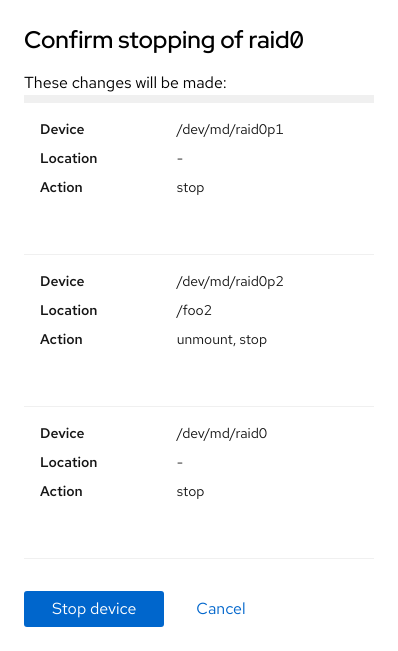 Confirm stopping of raid0
These changes will be made:
Device /dev/md/raid0p1
Location -
Action stop
Device /dev/md/raid0p2
Location /foo2
Action unmount, stop
Device /dev/md/raid0
Location -
Action stop
Stop device Cancel